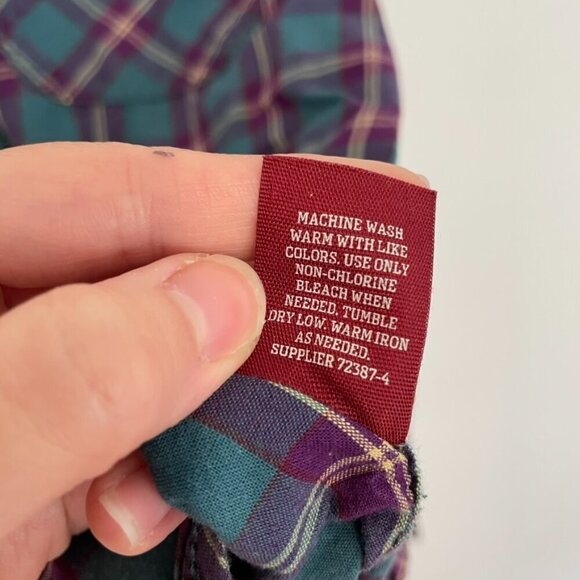 MACHINE WASH
WARM WITH LIKE
COLORS. USE ONLY
NON-CHLORINE
BLEACH WHEN
NEEDED. TUMBLE
DRY LOW. WARM IRON
AS NEEDED.
SUPPLIER 72387-4